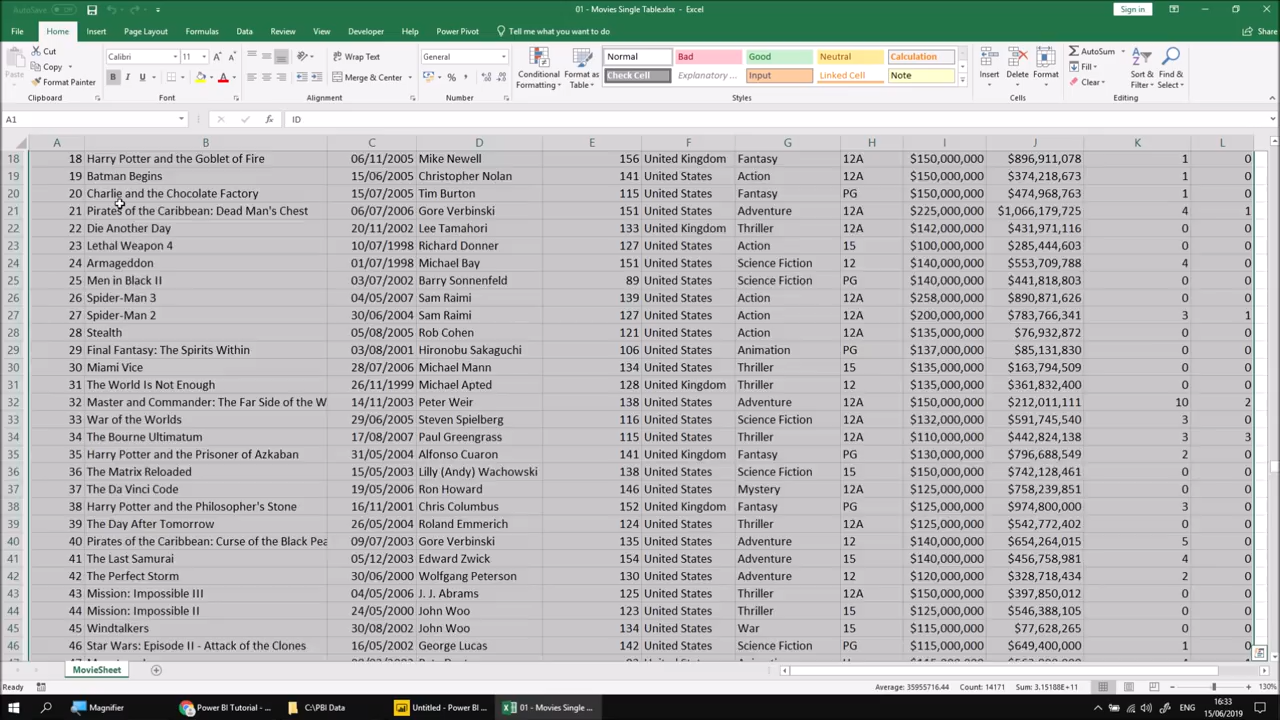 AutoSave
01 - Movies Single Table.xlsx - Excel
Sign in
File Home Insert Page Layout Formulas Data Review View Developer Help Power Pivot Tell me what you want to do Share
Paste Cut Copy Format Painter
Calibri 11 Wrap Text General
B I U Merge & Center
Conditional Formatting Format as Table
Normal Bad Good Neutral Calculation
Check Cell Explanatory ... Input Linked Cell Note
Insert Delete Format
AutoSum Fill Clear Sort & Filter Find & Select
Clipboard Font Alignment Number Styles Cells Editing
A1 ID
A B C D E F G H I J K L
18 18 Harry Potter and the Goblet of Fire 06/11/2005 Mike Newell 156 United Kingdom Fantasy 12A $150,000,000 $896,911,078 1 0
19 19 Batman Begins 15/06/2005 Christopher Nolan 141 United States Action 12A $150,000,000 $374,218,673 1 0
20 20 Charlie and the Chocolate Factory 15/07/2005 Tim Burton 115 United States Fantasy PG $150,000,000 $474,968,763 1 0
21 21 Pirates of the Caribbean: Dead Man's Chest 06/07/2006 Gore Verbinski 151 United States Adventure 12A $225,000,000 $1,066,179,725 4 1
22 22 Die Another Day 20/11/2002 Lee Tamahori 133 United Kingdom Thriller 12A $142,000,000 $431,971,116 0 0
23 23 Lethal Weapon 4 10/07/1998 Richard Donner 127 United States Action 15 $100,000,000 $285,444,603 0 0
24 24 Armageddon 01/07/1998 Michael Bay 151 United States Science Fiction 12 $140,000,000 $553,709,788 4 0
25 25 Men in Black II 03/07/2002 Barry Sonnenfeld 89 United States Science Fiction PG $140,000,000 $441,818,803 0 0
26 26 Spider-Man 3 04/05/2007 Sam Raimi 139 United States Action 12A $258,000,000 $890,871,626 0 0
27 27 Spider-Man 2 30/06/2004 Sam Raimi 127 United States Action 12A $200,000,000 $783,766,341 3 1
28 28 Stealth 05/08/2005 Rob Cohen 121 United States Action 12A $135,000,000 $76,932,872 0 0
29 29 Final Fantasy: The Spirits Within 03/08/2001 Hironobu Sakaguchi 106 United States Animation PG $137,000,000 $85,131,830 0 0
30 30 Miami Vice 28/07/2006 Michael Mann 134 United States Thriller 15 $135,000,000 $163,794,509 0 0
31 31 The World Is Not Enough 26/11/1999 Michael Apted 128 United Kingdom Thriller 12 $135,000,000 $361,832,400 0 0
32 32 Master and Commander: The Far Side of the W 14/11/2003 Peter Weir 138 United States Adventure 12A $150,000,000 $212,011,111 10 2
33 33 War of the Worlds 29/06/2005 Steven Spielberg 116 United States Science Fiction 12A $132,000,000 $591,745,540 3 0
34 34 The Bourne Ultimatum 17/08/2007 Paul Greengrass 115 United States Thriller 12A $110,000,000 $442,824,138 3 3
35 35 Harry Potter and the Prisoner of Azkaban 31/05/2004 Alfonso Cuaron 141 United Kingdom Fantasy PG $130,000,000 $796,688,549 2 0
36 36 The Matrix Reloaded 15/05/2003 Lilly (Andy) Wachowski 138 United States Science Fiction 15 $150,000,000 $742,128,461 0 0
37 37 The Da Vinci Code 19/05/2006 Ron Howard 146 United States Mystery 12A $125,000,000 $758,239,851 0 0
38 38 Harry Potter and the Philosopher's Stone 16/11/2001 Chris Columbus 152 United Kingdom Fantasy PG $125,000,000 $974,800,000 3 0
39 39 The Day After Tomorrow 26/05/2004 Roland Emmerich 124 United States Thriller 12A $125,000,000 $542,772,402 0 0
40 40 Pirates of the Caribbean: Curse of the Black Pea 09/07/2003 Gore Verbinski 135 United States Adventure 12A $140,000,000 $654,264,015 5 0
41 41 The Last Samurai 05/12/2003 Edward Zwick 154 United States Adventure 15 $140,000,000 $456,758,981 4 0
42 42 The Perfect Storm 30/06/2000 Wolfgang Peterson 130 United States Adventure 12 $120,000,000 $328,718,434 2 0
43 43 Mission: Impossible III 04/05/2006 J. J. Abrams 125 United States Thriller 12A $150,000,000 $397,850,012 0 0
44 44 Mission: Impossible II 24/05/2000 John Woo 123 United States Thriller 15 $125,000,000 $546,388,105 0 0
45 45 Windtalkers 30/08/2002 John Woo 134 United States War 15 $115,000,000 $77,628,265 0 0
46 46 Star Wars: Episode II - Attack of the Clones 16/05/2002 George Lucas 142 United States Science Fiction PG $115,000,000 $649,400,000 1 0
MovieSheet
Ready Average: 35955716.44 Count: 14171 Sum: 3.15188E+11 130%
Magnifier Power BI Tutorial - ... C:\PBI Data Untitled - Power BI ... 01 - Movies Single ... 16:33
15/06/2019